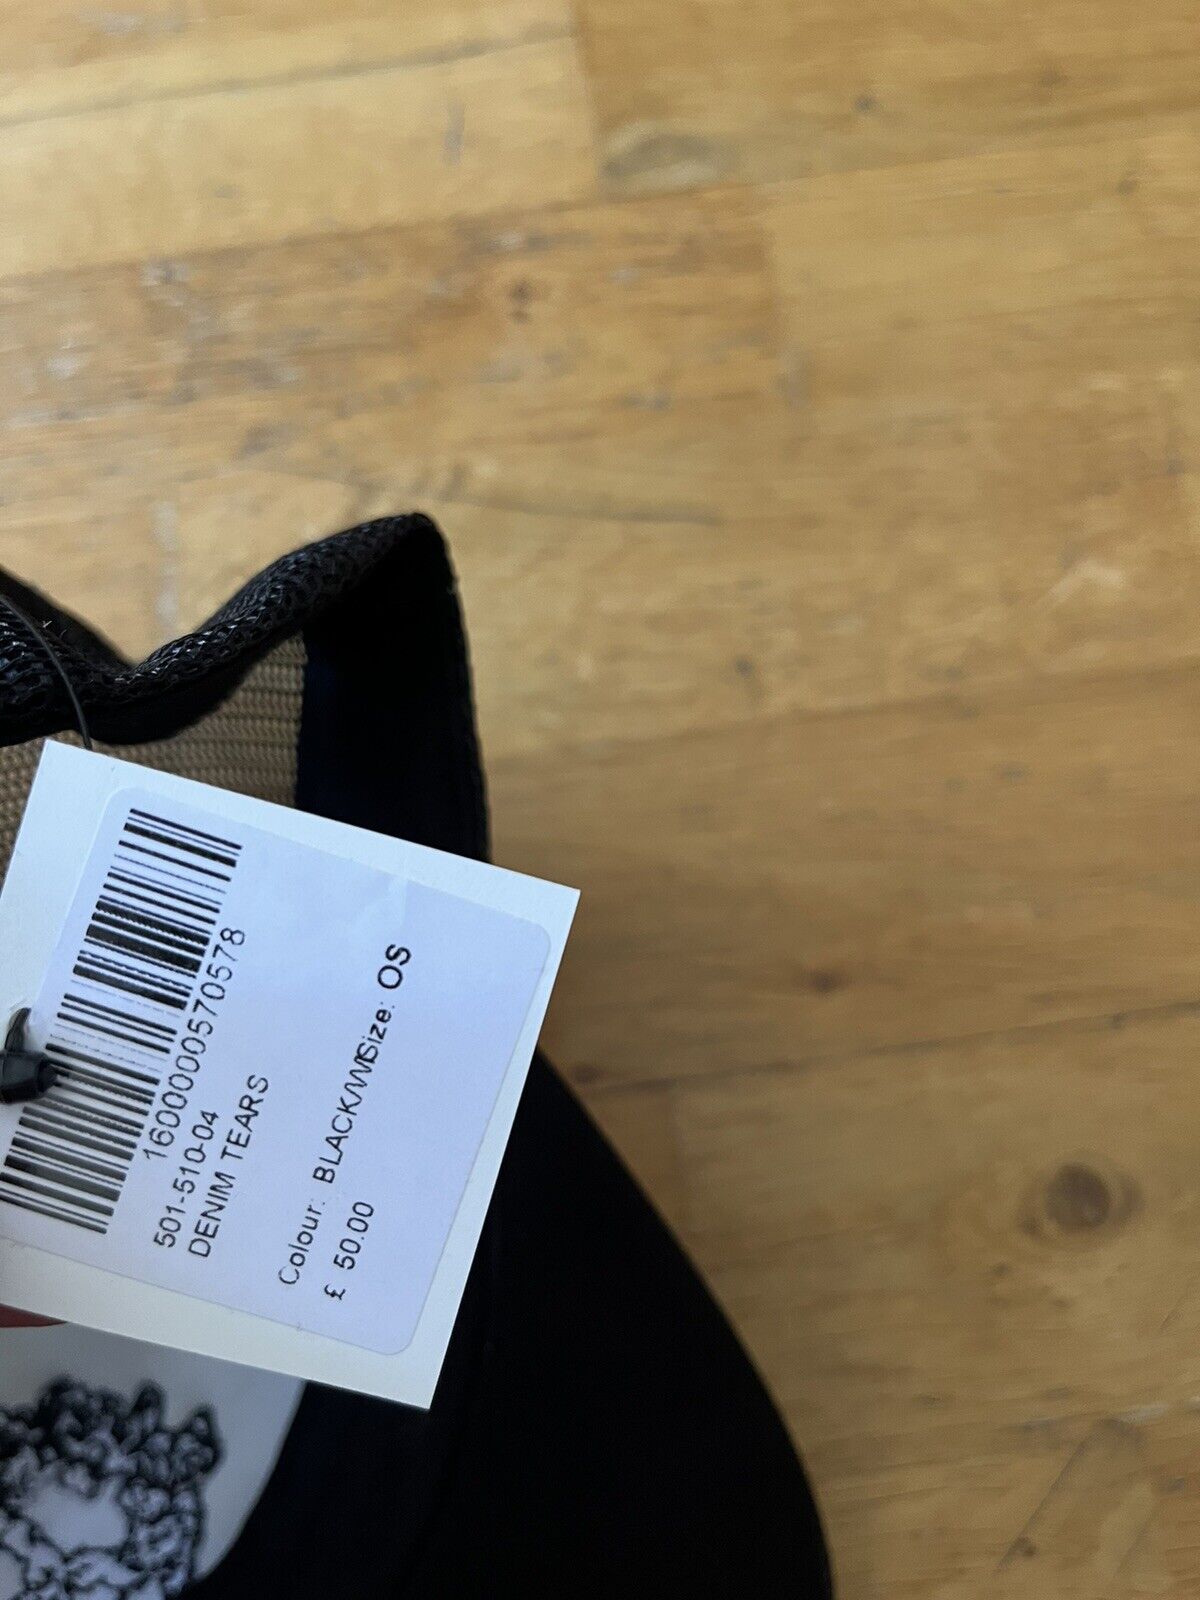 1600000570578
501-510-04
DENIM TEARS
Colour: BLACK/W Size: OS
£ 50.00